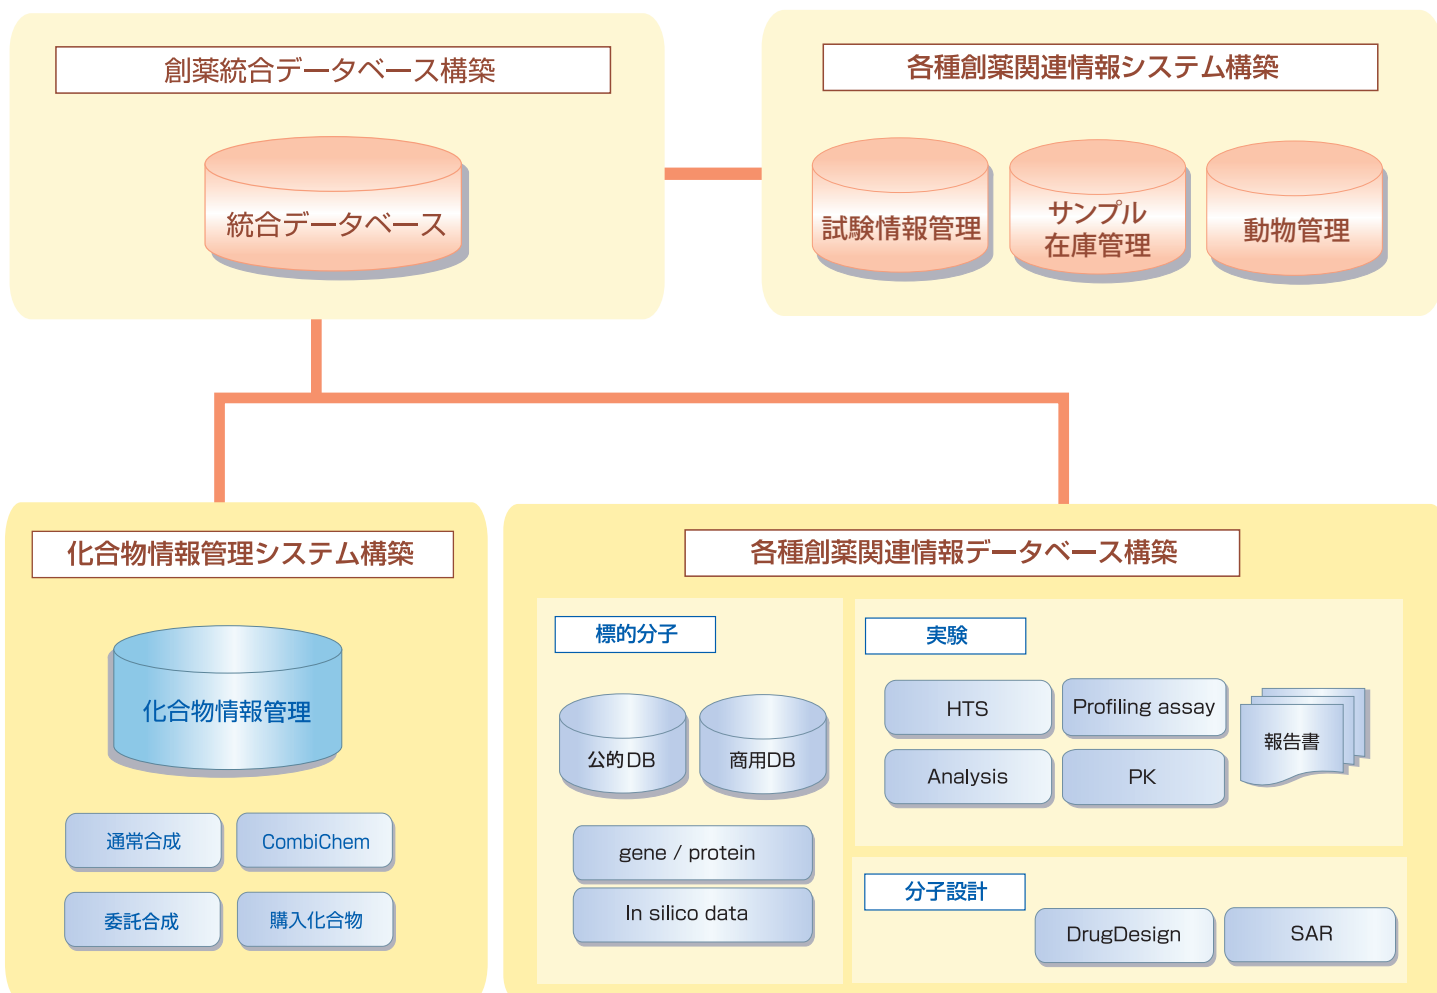 創薬統合データベース構築
統合データベース
各種創薬関連情報システム構築
試験情報管理
サンプル
在庫管理
動物管理
化合物情報管理システム構築
化合物情報管理
通常合成
CombiChem
委託合成
購入化合物
各種創薬関連情報データベース構築
標的分子
公的DB
商用DB
gene / protein
In silico data
実験
HTS
Profiling assay
Analysis
PK
報告書
分子設計
DrugDesign
SAR